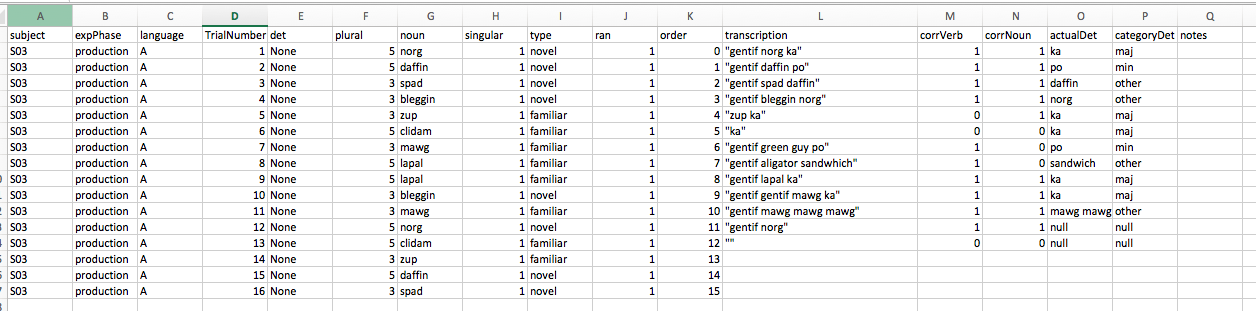 A B C D E F G H I J K L M N O P Q
subject expPhase language TrialNumber det plural noun singular type ran order transcription corrVerb corrNoun actualDet categoryDet notes
S03 production A 1 None 5 norg 1 novel 1 0 "gentif norg ka" 1 1 ka maj
S03 production A 2 None 5 daffin 1 novel 1 1 "gentif daffin po" 1 1 po min
S03 production A 3 None 3 spad 1 novel 1 2 "gentif spad daffin" 1 1 daffin other
S03 production A 4 None 3 bleggin 1 novel 1 3 "gentif bleggin norg" 1 1 norg other
S03 production A 5 None 3 zup 1 familiar 1 4 "zup ka" 0 1 ka maj
S03 production A 6 None 5 clidam 1 familiar 1 5 "ka" 0 0 ka maj
S03 production A 7 None 3 mawg 1 familiar 1 6 "gentif green guy po" 1 0 po min
S03 production A 8 None 5 lapal 1 familiar 1 7 "gentif aligator sandwhich" 1 0 sandwich other
S03 production A 9 None 5 lapal 1 familiar 1 8 "gentif lapal ka" 1 1 ka maj
S03 production A 10 None 3 bleggin 1 novel 1 9 "gentif gentif mawg ka" 1 1 ka maj
S03 production A 11 None 3 mawg 1 familiar 1 10 "gentif mawg mawg mawg" 1 1 mawg mawg other
S03 production A 12 None 5 norg 1 novel 1 11 "gentif norg" 1 1 null null
S03 production A 13 None 5 clidam 1 familiar 1 12 "" 0 0 null null
S03 production A 14 None 3 zup 1 familiar 1 13
S03 production A 15 None 5 daffin 1 novel 1 14
S03 production A 16 None 3 spad 1 novel 1 15